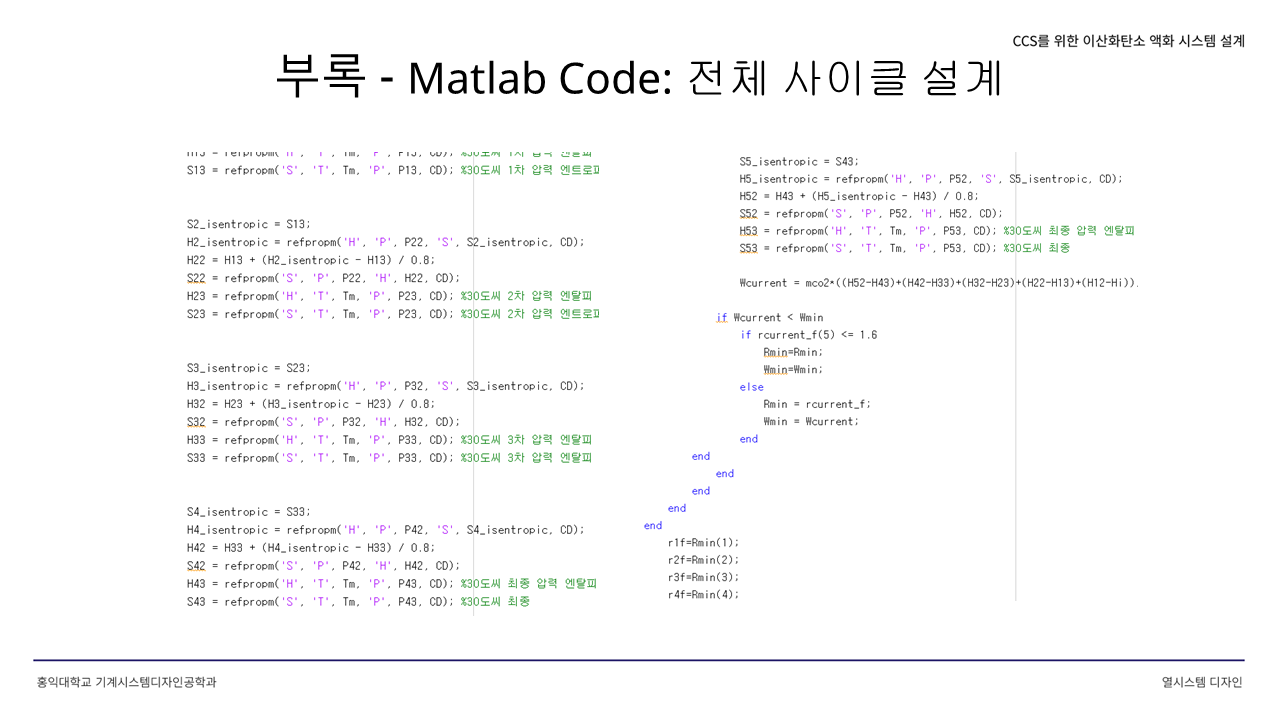 CCS를 위한 이산화탄소 액화 시스템 설계
부록 - Matlab Code: 전체 사이클 설계
H13 = refpropm('H', 'T', Tm, 'P', P13, CD); %30도씨 1차 압력 엔탈피
S13 = refpropm('S', 'T', Tm, 'P', P13, CD); %30도씨 1차 압력 엔트로피
S2_isentropic = S13;
H2_isentropic = refpropm('H', 'P', P22, 'S', S2_isentropic, CD);
H22 = H13 + (H2_isentropic - H13) / 0.8;
S22 = refpropm('S', 'P', P22, 'H', H22, CD);
H23 = refpropm('H', 'T', Tm, 'P', P23, CD); %30도씨 2차 압력 엔탈피
S23 = refpropm('S', 'T', Tm, 'P', P23, CD); %30도씨 2차 압력 엔트로피
S3_isentropic = S23;
H3_isentropic = refpropm('H', 'P', P32, 'S', S3_isentropic, CD);
H32 = H23 + (H3_isentropic - H23) / 0.8;
S32 = refpropm('S', 'P', P32, 'H', H32, CD);
H33 = refpropm('H', 'T', Tm, 'P', P33, CD); %30도씨 3차 압력 엔탈피
S33 = refpropm('S', 'T', Tm, 'P', P33, CD); %30도씨 3차 압력 엔탈피
S4_isentropic = S33;
H4_isentropic = refpropm('H', 'P', P42, 'S', S4_isentropic, CD);
H42 = H33 + (H4_isentropic - H33) / 0.8;
S42 = refpropm('S', 'P', P42, 'H', H42, CD);
H43 = refpropm('H', 'T', Tm, 'P', P43, CD); %30도씨 최종 압력 엔탈피
S43 = refpropm('S', 'T', Tm, 'P', P43, CD); %30도씨 최종
S5_isentropic = S43;
H5_isentropic = refpropm('H', 'P', P52, 'S', S5_isentropic, CD);
H52 = H43 + (H5_isentropic - H43) / 0.8;
S52 = refpropm('S', 'P', P52, 'H', H52, CD);
H53 = refpropm('H', 'T', Tm, 'P', P53, CD); %30도씨 최종 압력 엔탈피
S53 = refpropm('S', 'T', Tm, 'P', P53, CD); %30도씨 최종
Wcurrent = mco2*((H52-H43)+(H42-H33)+(H32-H23)+(H22-H13)+(H12-Hi)).
if Wcurrent < Wmin
if rcurrent_f(5) <= 1.6
Rmin=Rmin;
Wmin=Wmin;
else
Rmin = rcurrent_f;
Wmin = Wcurrent;
end
end
end
end
end
end
r1f=Rmin(1);
r2f=Rmin(2);
r3f=Rmin(3);
r4f=Rmin(4);
홍익대학교 기계시스템디자인공학과
열시스템 디자인